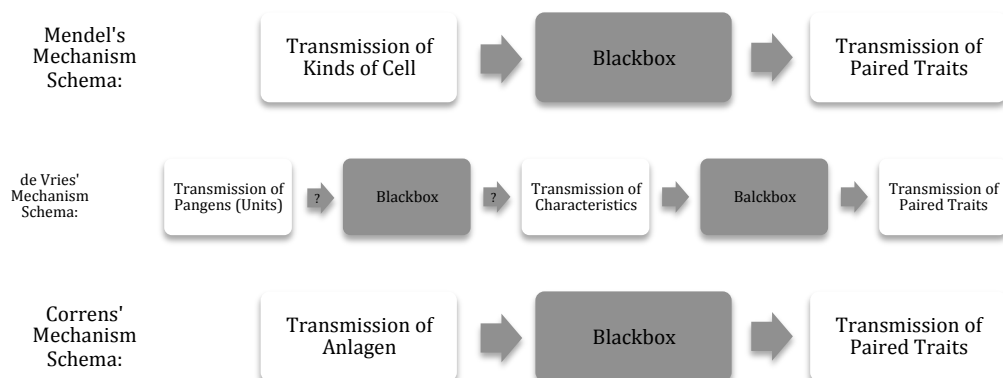 Mendel's
Mechanism
Schema:
Transmission of
Kinds of Cell
Blackbox
Transmission of
Paired Traits
de Vries'
Mechanism
Schema:
Transmission of
Pangens (Units)
?
Blackbox
?
Transmission of
Characteristics
Balckbox
Transmission of
Paired Traits
Correns'
Mechanism
Schema:
Transmission of
Anlagen
Blackbox
Transmission of
Paired Traits